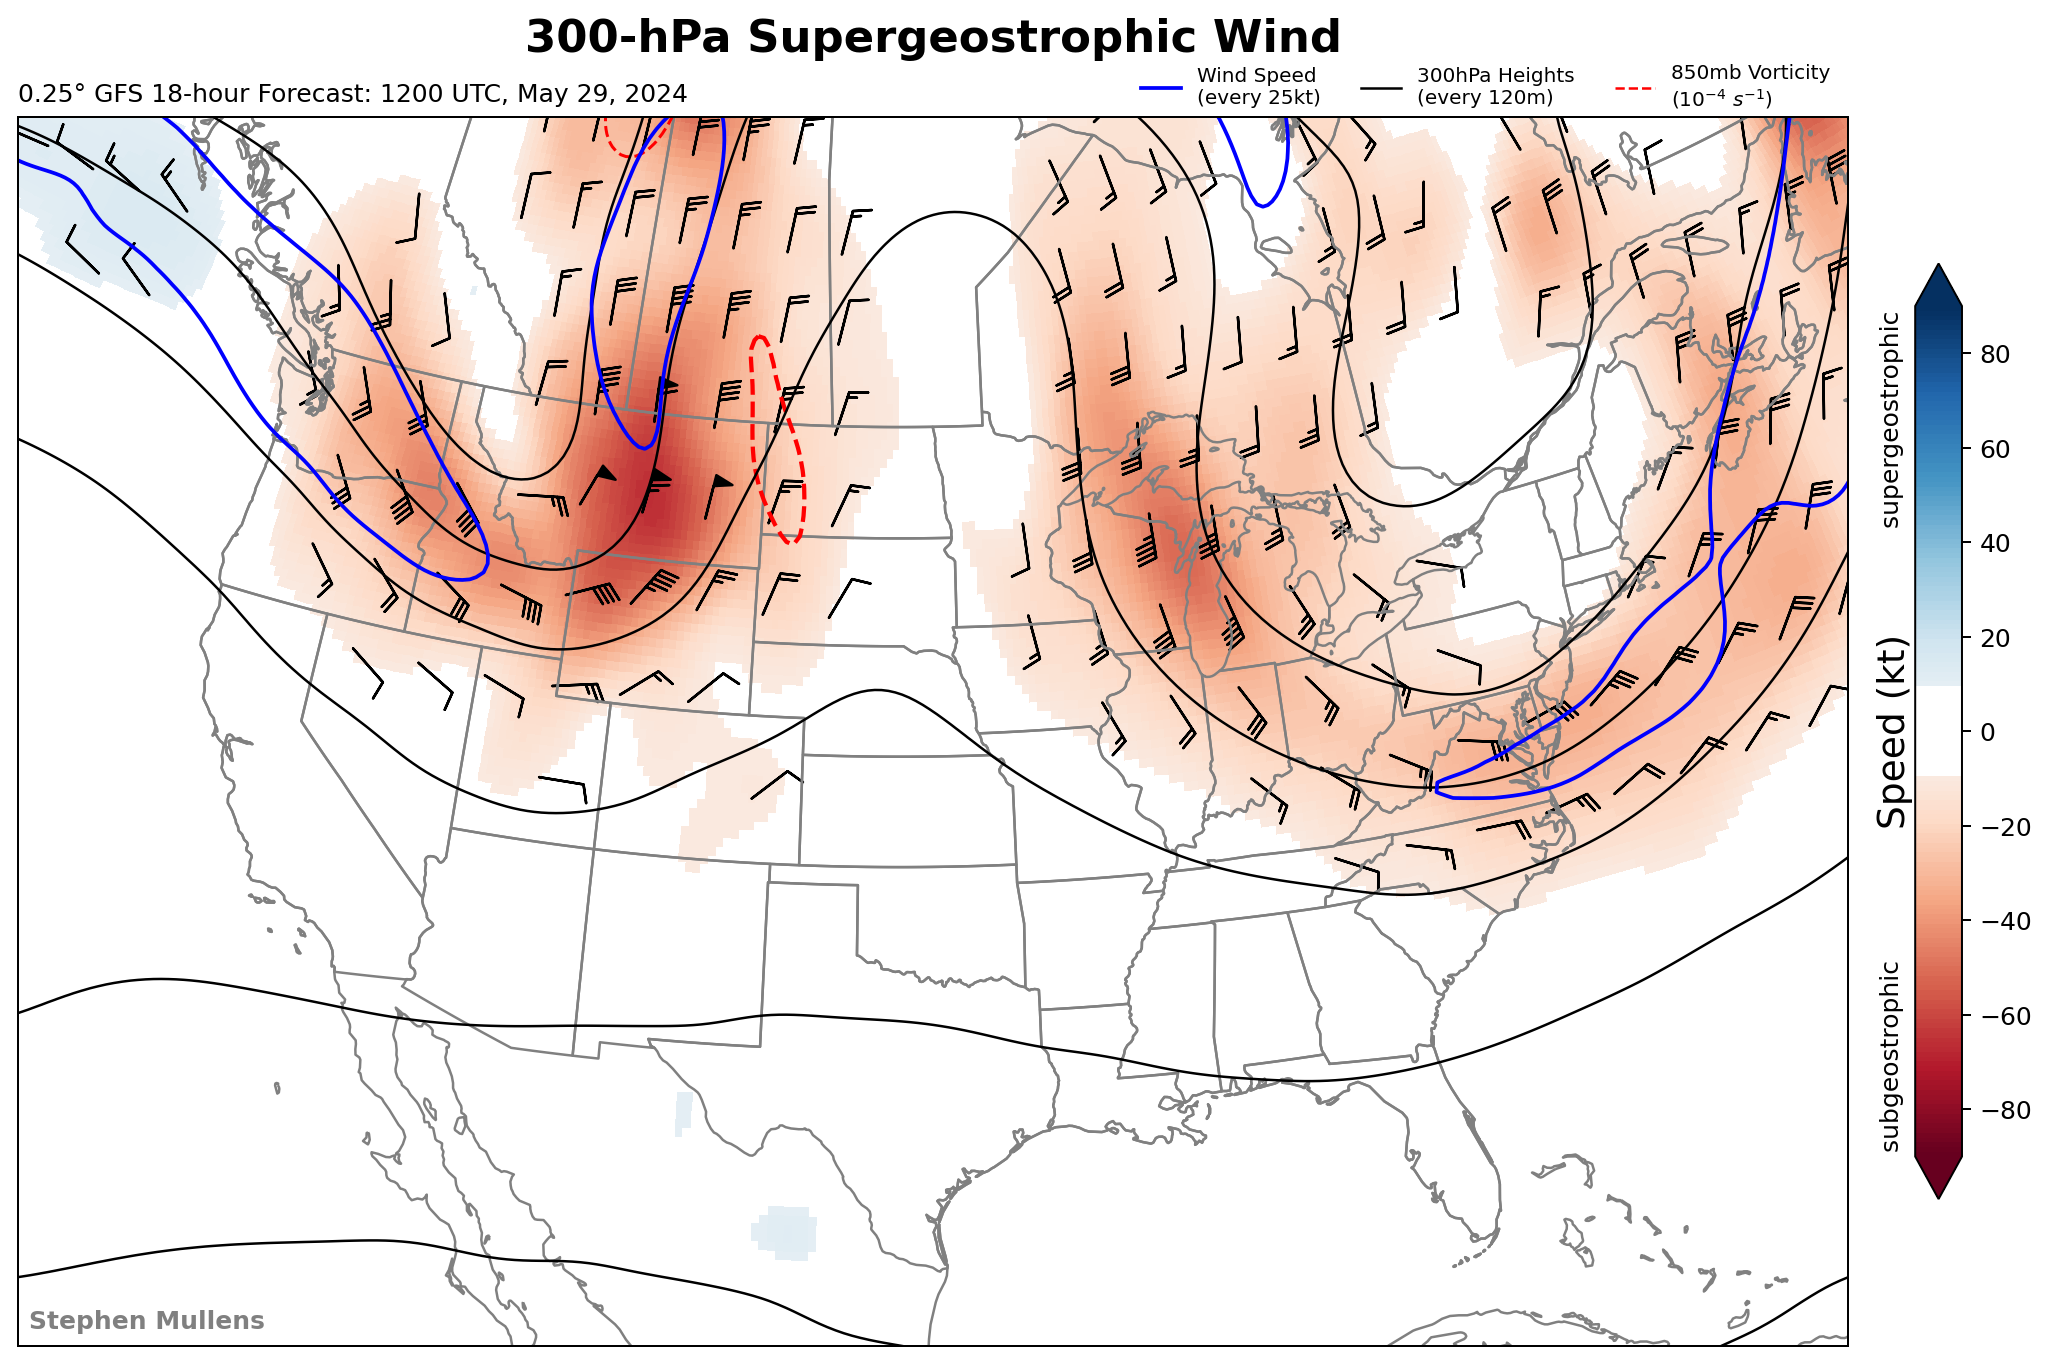 300-hPa Supergeostrophic Wind
0.25° GFS 18-hour Forecast: 1200 UTC, May 29, 2024
Wind Speed
(every 25kt)
300hPa Heights
(every 120m)
850mb Vorticity
(10⁻⁴ s⁻¹)
supergeostrophic
Speed (kt)
subgeostrophic
80
60
40
20
0
−20
−40
−60
−80
Stephen Mullens